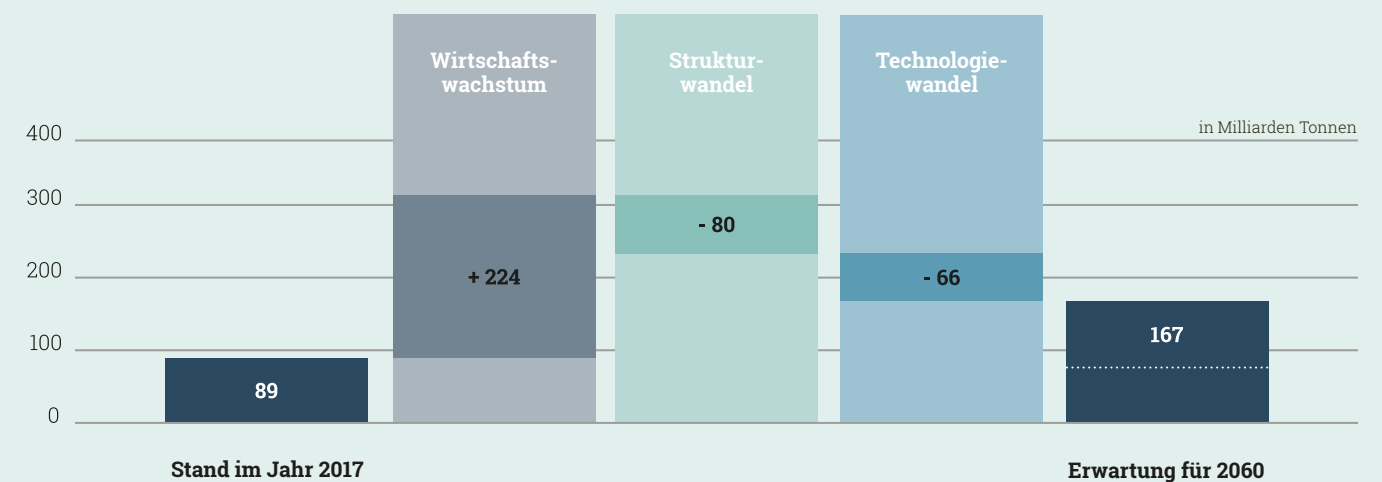 Wirtschafts-
wachstum
Struktur-
wandel
Technologie-
wandel
in Milliarden Tonnen
400
300
200
100
0
89
+ 224
- 80
- 66
167
Stand im Jahr 2017
Erwartung für 2060